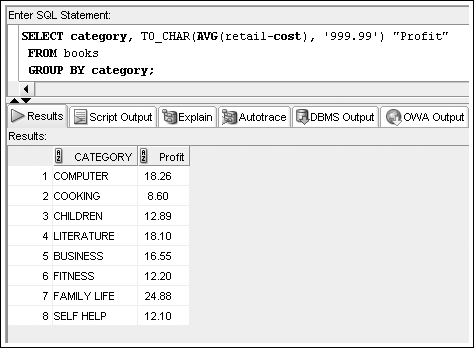 Enter SQL Statement:
SELECT category, TO_CHAR(AVG(retail-cost), '999.99') "Profit"
FROM books
GROUP BY category;
Results Script Output Explain Autotrace DBMS Output OWA Output
Results:
CATEGORY Profit
1 COMPUTER 18.26
2 COOKING 8.60
3 CHILDREN 12.89
4 LITERATURE 18.10
5 BUSINESS 16.55
6 FITNESS 12.20
7 FAMILY LIFE 24.88
8 SELF HELP 12.10